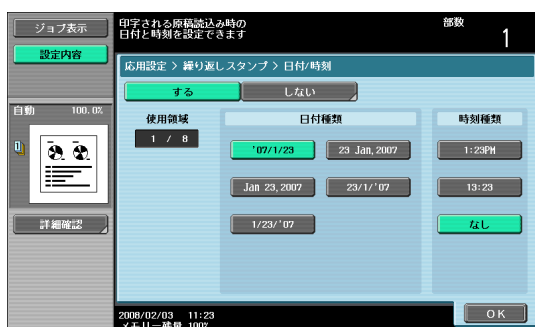 ジョブ表示
設定内容
自動 100.0%
詳細確認
印字される原稿読込み時の
日付と時刻を設定できます
部数
1
応用設定 > 繰り返しスタンプ > 日付/時刻
する
しない
使用領域
1 / 8
日付種類
'07/1/23
23 Jan,2007
Jan 23,2007
23/1/'07
1/23/'07
時刻種類
1:23PM
13:23
なし
2008/02/03 11:23
メモリー残量 100%
OK